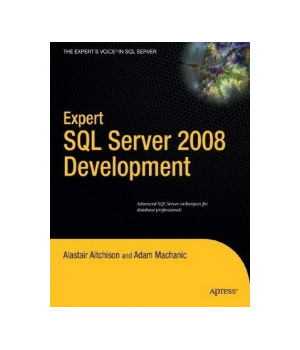 THE EXPERT'S VOICE® IN SQL SERVER
Expert
SQL Server 2008
Development
Advanced SQL Server techniques for
database professionals
Alastair Aitchison and Adam Machanic
Apress®